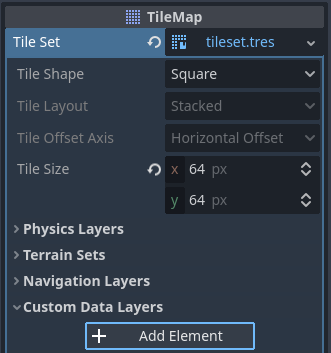 TileMap
Tile Set tileset.tres
Tile Shape Square
Tile Layout Stacked
Tile Offset Axis Horizontal Offset
Tile Size x 64 px
y 64 px
Physics Layers
Terrain Sets
Navigation Layers
Custom Data Layers
+ Add Element